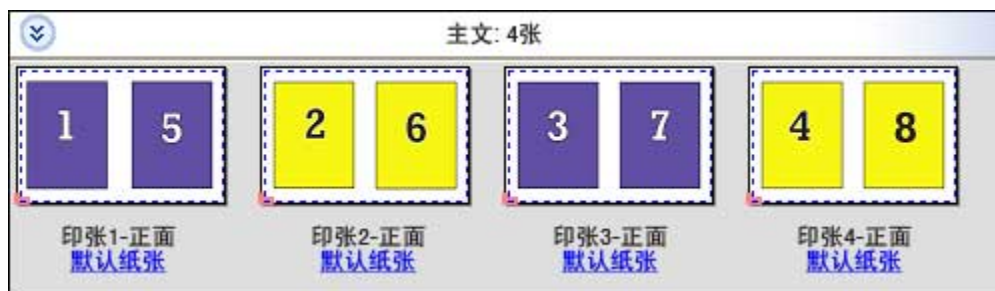 主文: 4张
1 5 2 6 3 7 4 8
印张1-正面 印张2-正面 印张3-正面 印张4-正面
默认纸张 默认纸张 默认纸张 默认纸张